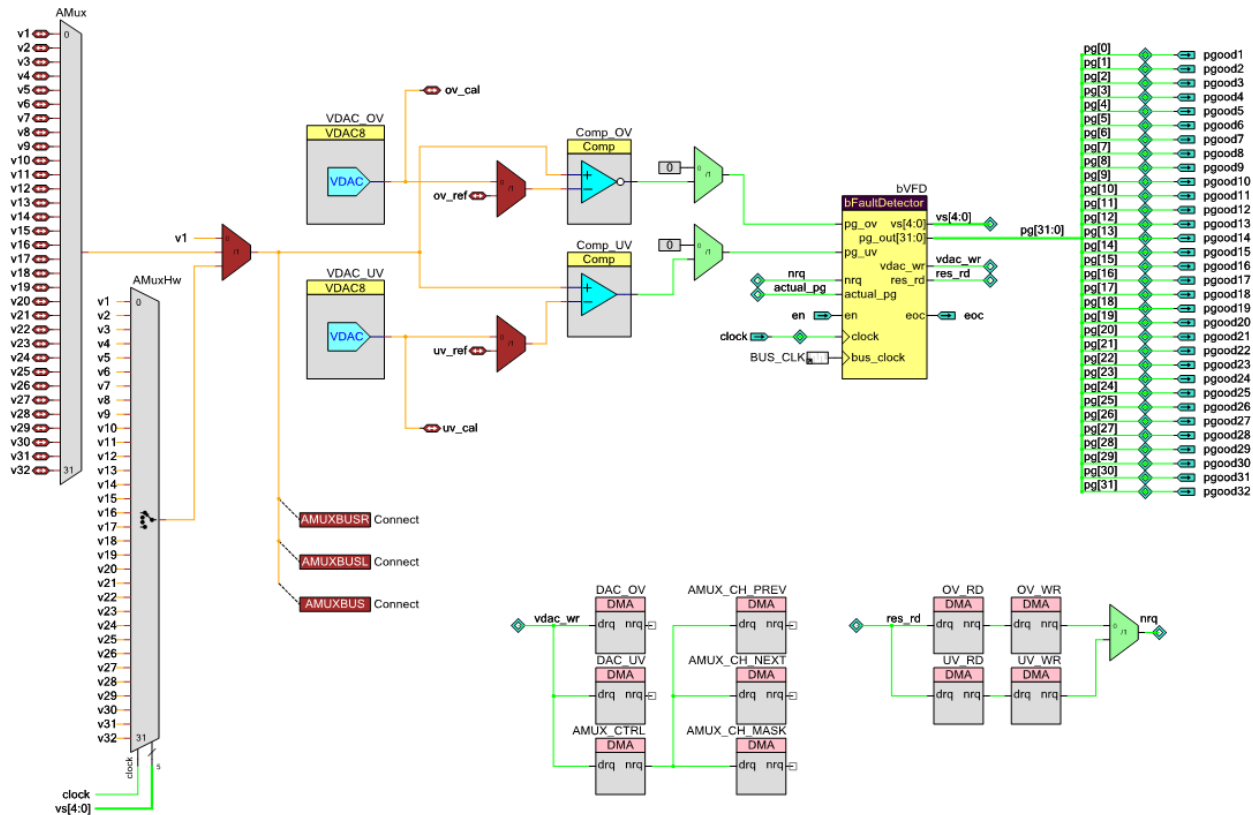 AMux
0
v1
v2
v3
v4
v5
v6
v7
v8
v9
v10
v11
v12
v13
v14
v15
v16
v17
v18
v19
v20
v21
v22
v23
v24
v25
v26
v27
v28
v29
v30
v31
v32
31
AMuxHw
0
v1
v2
v3
v4
v5
v6
v7
v8
v9
v10
v11
v12
v13
v14
v15
v16
v17
v18
v19
v20
v21
v22
v23
v24
v25
v26
v27
v28
v29
v30
v31
v32
31
clock
5
clock
vs[4:0]
v1
0
/1
ov_cal
VDAC_OV
VDAC8
VDAC
ov_ref
0
/1
Comp_OV
Comp
+
−
0
0
/1
VDAC_UV
VDAC8
VDAC
uv_ref
0
/1
Comp_UV
Comp
+
−
0
0
/1
uv_cal
AMUXBUSR Connect
AMUXBUSL Connect
AMUXBUS Connect
bVFD
bFaultDetector
pg_ov vs[4:0]
pg_out[31:0]
pg_uv
vdac_wr
nrq res_rd
actual_pg
en eoc
clock
bus_clock
nrq
actual_pg
en
clock
BUS_CLK
vs[4:0]
vdac_wr
res_rd
eoc
pg[31:0]
pg[0] pgood1
pg[1] pgood2
pg[2] pgood3
pg[3] pgood4
pg[4] pgood5
pg[5] pgood6
pg[6] pgood7
pg[7] pgood8
pg[8] pgood9
pg[9] pgood10
pg[10] pgood11
pg[11] pgood12
pg[12] pgood13
pg[13] pgood14
pg[14] pgood15
pg[15] pgood16
pg[16] pgood17
pg[17] pgood18
pg[18] pgood19
pg[19] pgood20
pg[20] pgood21
pg[21] pgood22
pg[22] pgood23
pg[23] pgood24
pg[24] pgood25
pg[25] pgood26
pg[26] pgood27
pg[27] pgood28
pg[28] pgood29
pg[29] pgood30
pg[30] pgood31
pg[31] pgood32
vdac_wr
DAC_OV
DMA
drq nrq
DAC_UV
DMA
drq nrq
AMUX_CTRL
DMA
drq nrq
AMUX_CH_PREV
DMA
drq nrq
AMUX_CH_NEXT
DMA
drq nrq
AMUX_CH_MASK
DMA
drq nrq
res_rd
OV_RD
DMA
drq nrq
OV_WR
DMA
drq nrq
UV_RD
DMA
drq nrq
UV_WR
DMA
drq nrq
0
/1
nrq